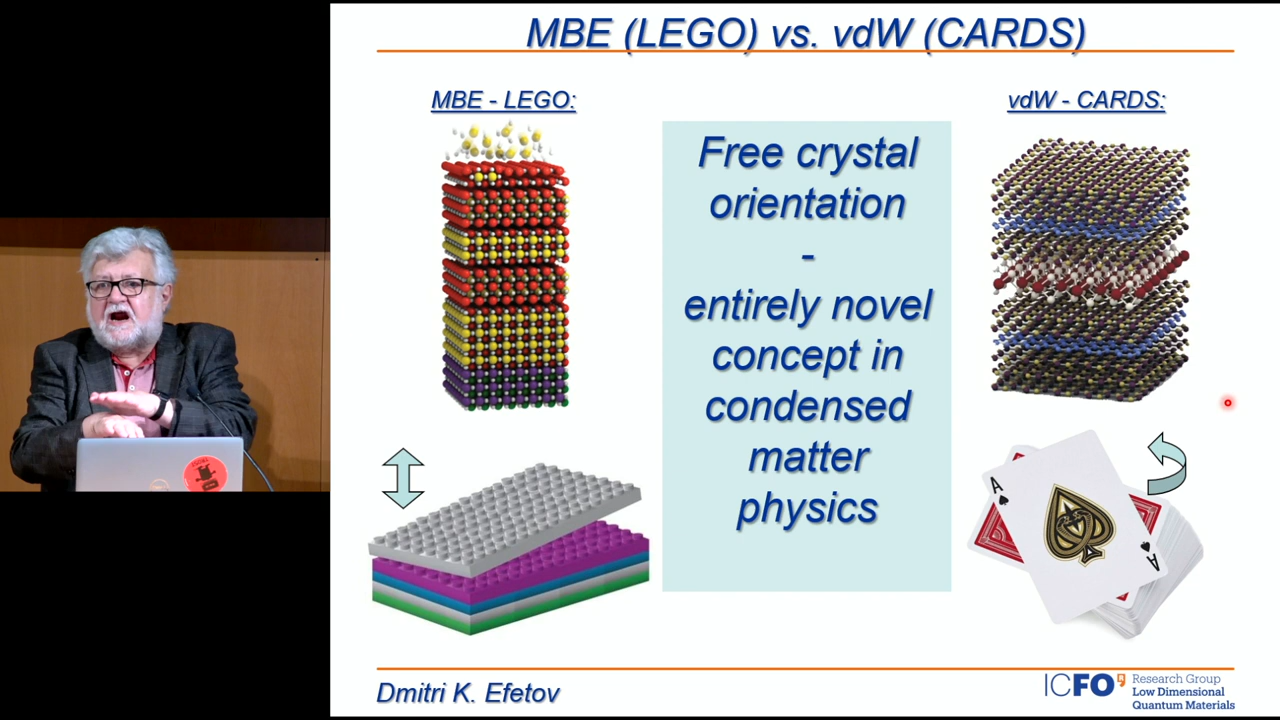 MBE (LEGO) vs. vdW (CARDS)
MBE - LEGO:
vdW - CARDS:
Free crystal
orientation
-
entirely novel
concept in
condensed
matter
physics
A
A
Dmitri K. Efetov
ICFO
Research Group
Low Dimensional
Quantum Materials